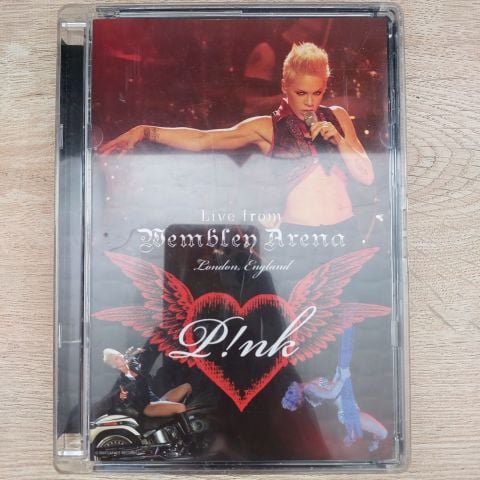 Live from
Wembley Arena
London, England
P!nk